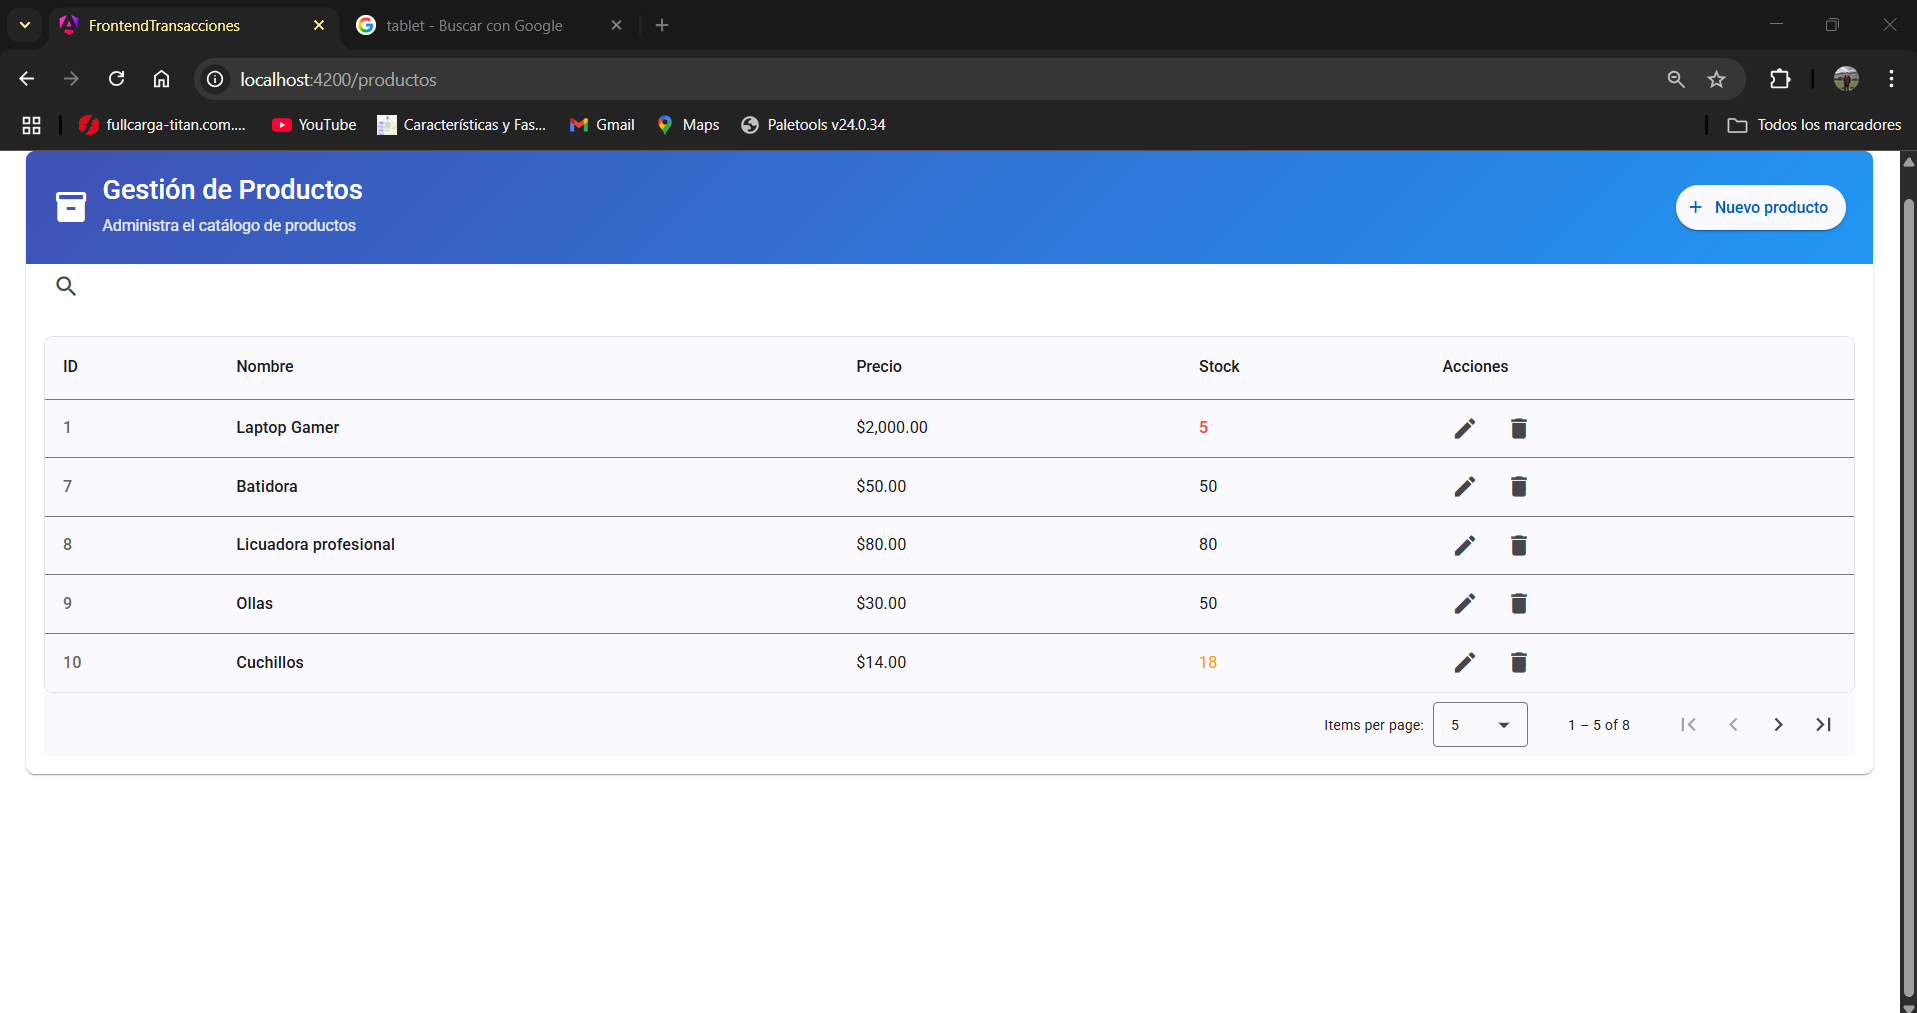 FrontendTransacciones
tablet - Buscar con Google
localhost:4200/productos
fullcarga-titan.com....
YouTube
Características y Fas...
Gmail
Maps
Paletools v24.0.34
Todos los marcadores
Gestión de Productos
Administra el catálogo de productos
+ Nuevo producto
ID Nombre Precio Stock Acciones
1 Laptop Gamer $2,000.00 5
7 Batidora $50.00 50
8 Licuadora profesional $80.00 80
9 Ollas $30.00 50
10 Cuchillos $14.00 18
Items per page: 5 1 – 5 of 8